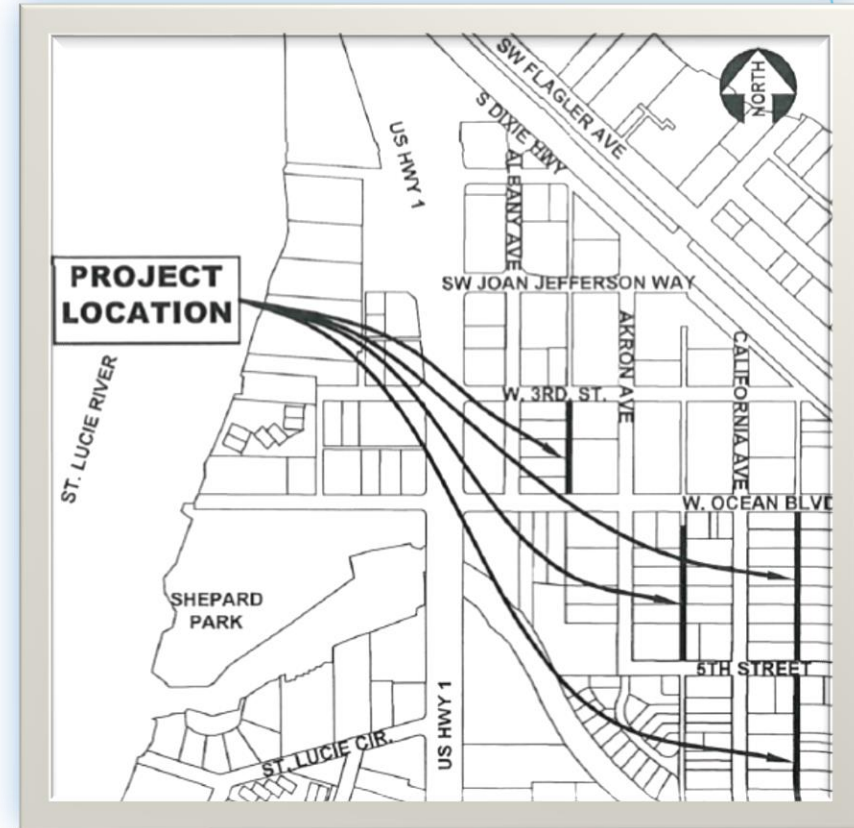 NORTH
SW FLAGLER AVE
S DIXIE HWY
US HWY 1
ALBANY AVE
PROJECT
LOCATION
SW JOAN JEFFERSON WAY
AKRON AVE
CALIFORNIA AVE
ST. LUCIE RIVER
W. 3RD. ST.
W. OCEAN BLVD
SHEPARD
PARK
5TH STREET
US HWY 1
ST. LUCIE CIR.